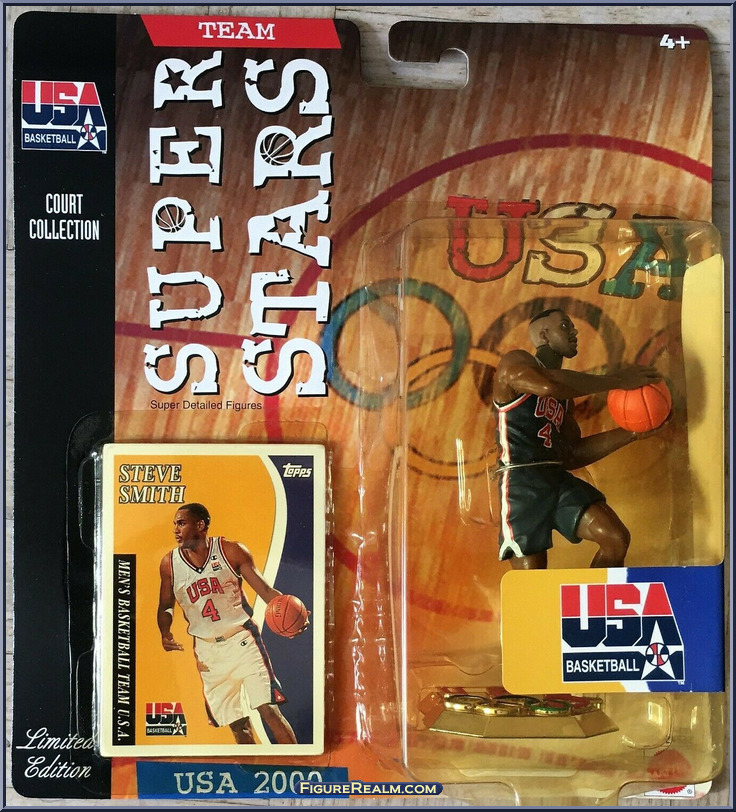 TEAM
SUPER
STARS
Super Detailed Figures
4+
USA
BASKETBALL
COURT
COLLECTION
USA
USA
4
STEVE
SMITH
Topps
MEN'S BASKETBALL TEAM U.S.A.
USA
4
USA
BASKETBALL
USA
BASKETBALL
TM
Limited
Edition
USA 2000
FIGUREREALM.COM